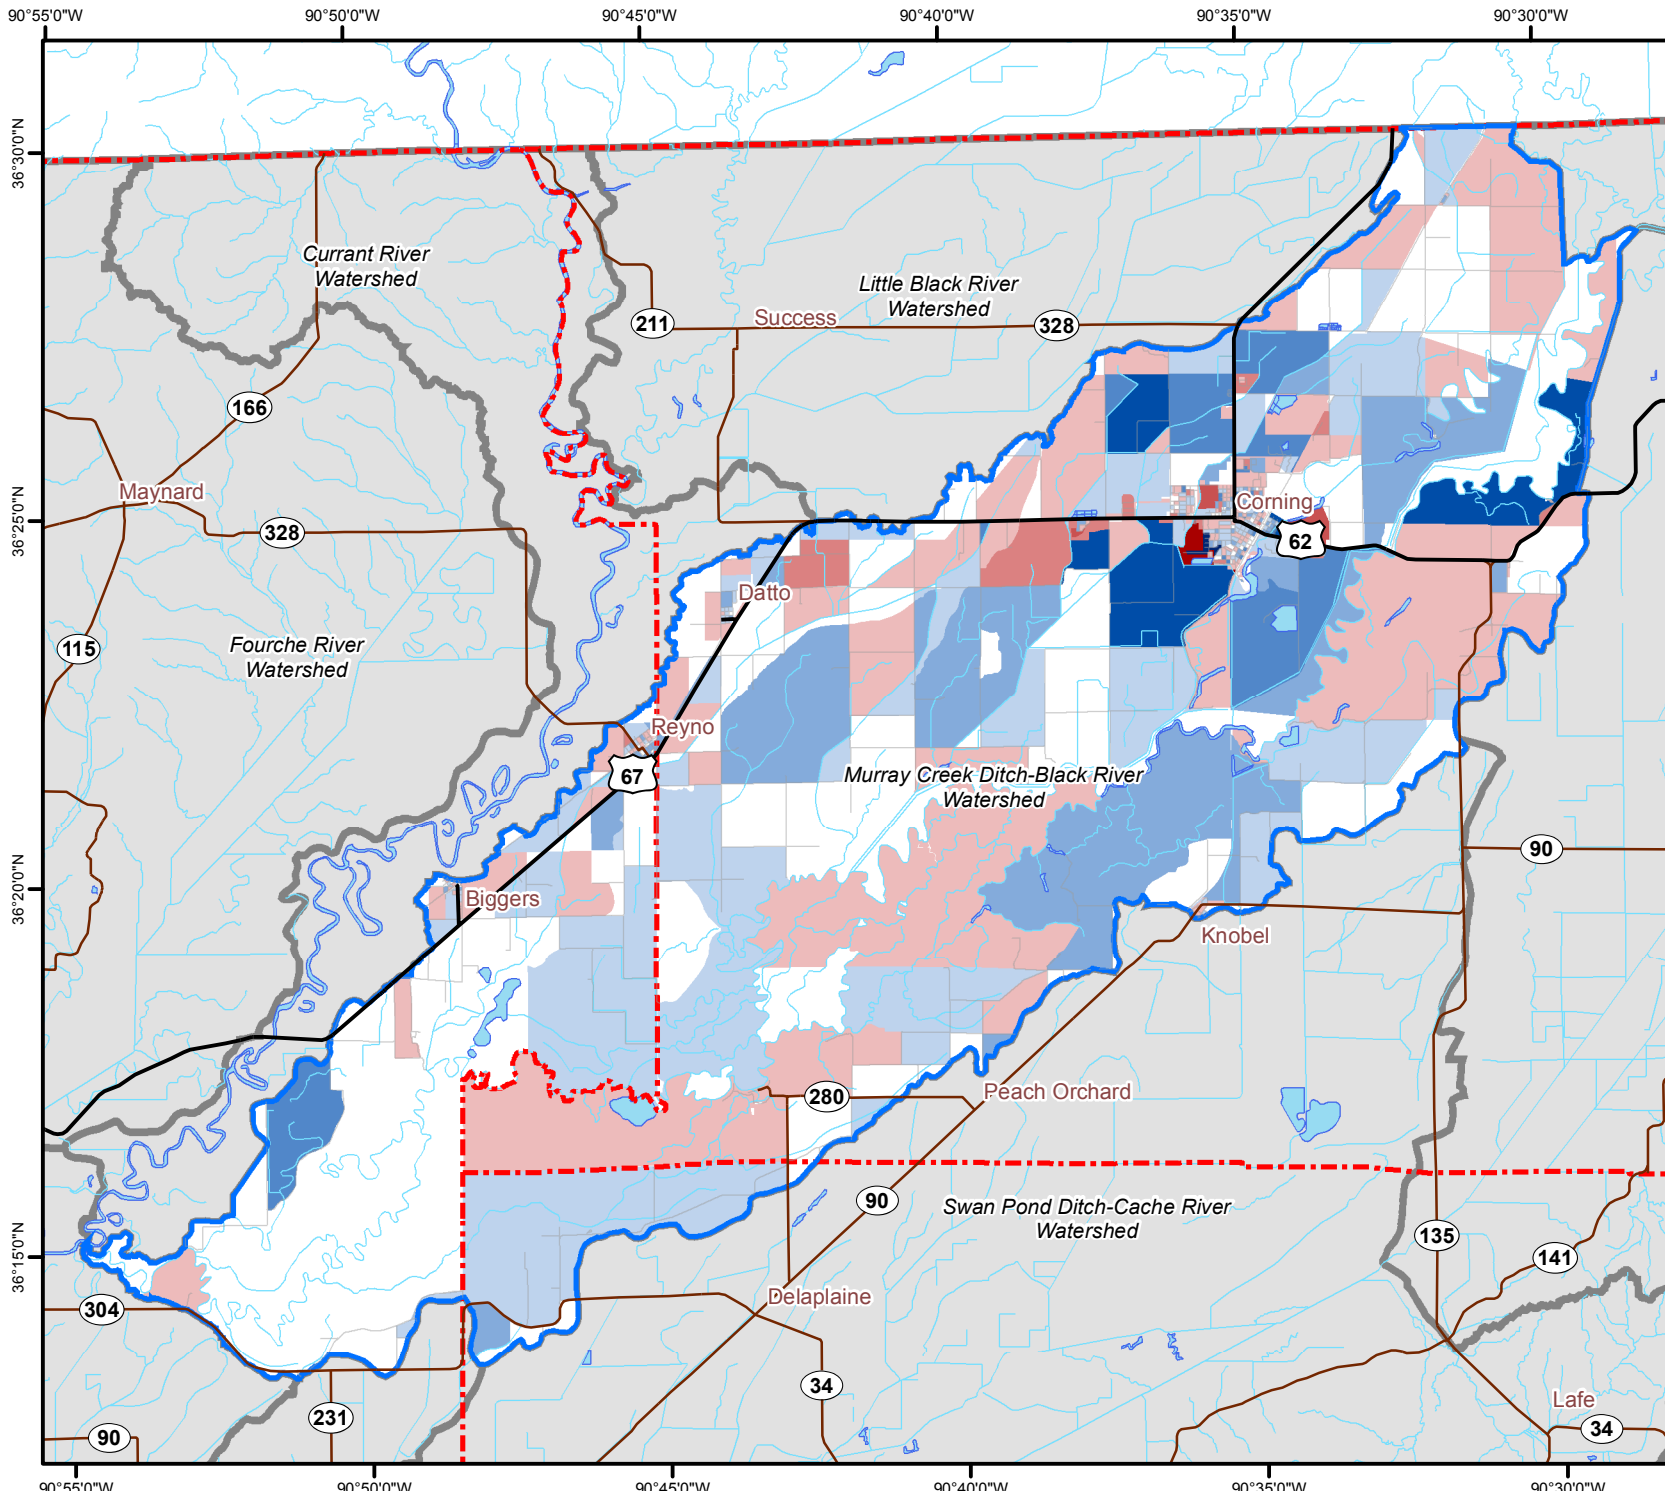 90°55'0"W
90°50'0"W
90°45'0"W
90°40'0"W
90°35'0"W
90°30'0"W
36°30'0"N
36°25'0"N
36°20'0"N
36°15'0"N
Currant River
Watershed
Little Black River
Watershed
211
Success
328
166
Maynard
328
Corning
62
Datto
115
Fourche River
Watershed
Reyno
67
Murray Creek Ditch-Black River
Watershed
90
Biggers
Knobel
280
Peach Orchard
90
Swan Pond Ditch-Cache River
Watershed
135
141
304
Delaplaine
34
231
90
Lafe
34
90°55'0"W
90°50'0"W
90°45'0"W
90°40'0"W
90°35'0"W
90°30'0"W